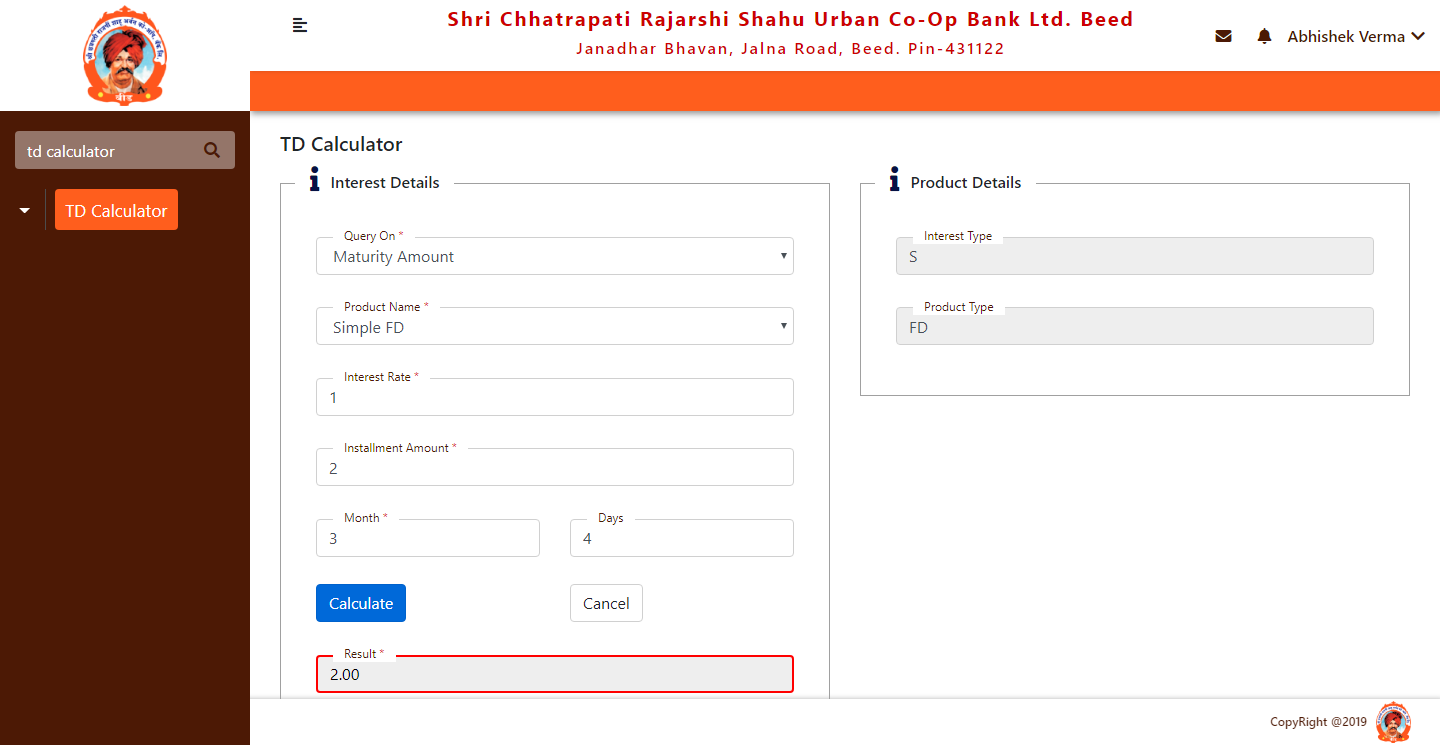 Shri Chhatrapati Rajarshi Shahu Urban Co-Op Bank Ltd. Beed
Janadhar Bhavan, Jalna Road, Beed. Pin-431122
Abhishek Verma
बीड
td calculator
TD Calculator
TD Calculator
Interest Details
Query On *
Maturity Amount
Product Name *
Simple FD
Interest Rate *
1
Installment Amount *
2
Month *
3
Days
4
Calculate
Cancel
Result *
2.00
Product Details
Interest Type
S
Product Type
FD
CopyRight @2019